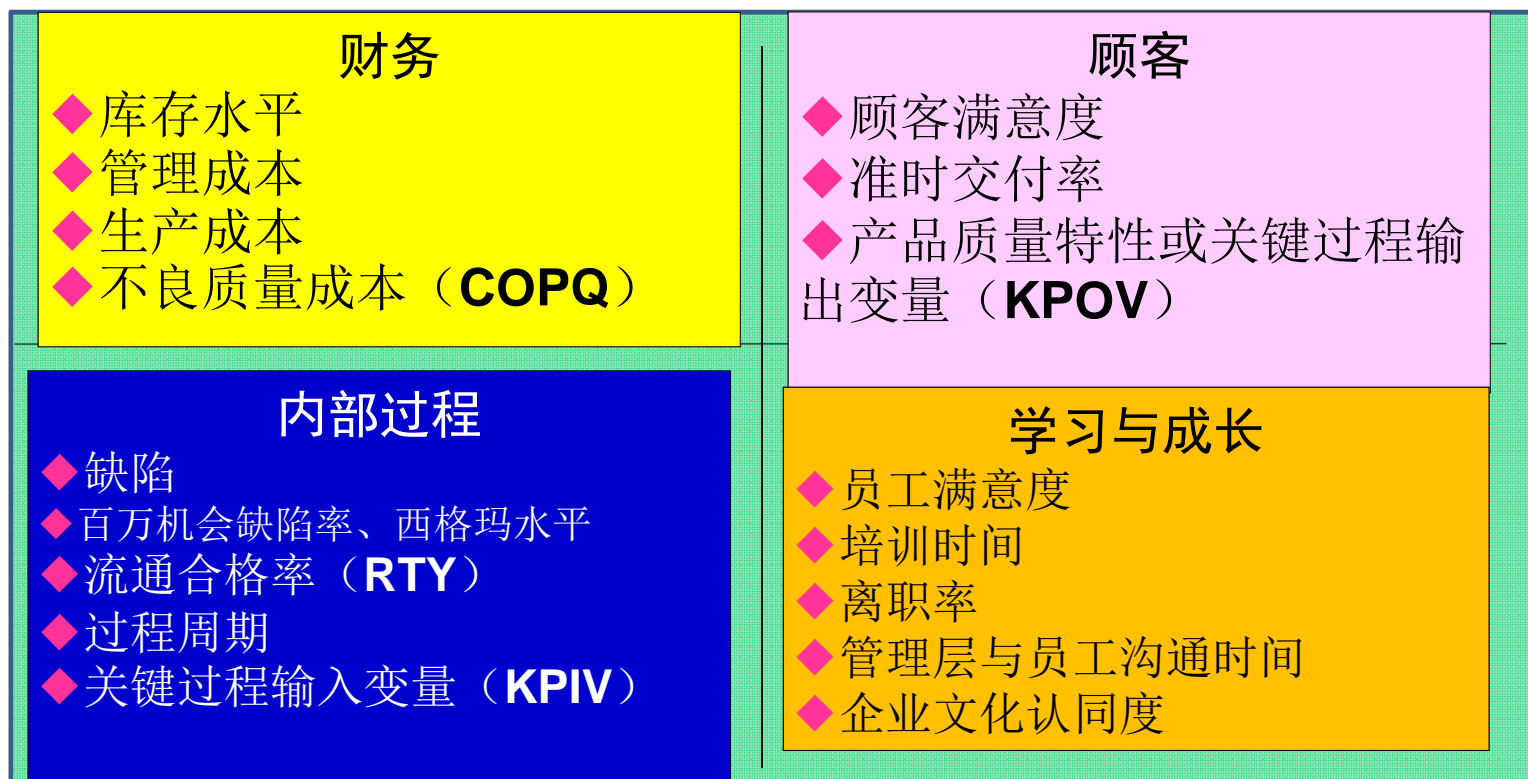 财务
◆库存水平
◆管理成本
◆生产成本
◆不良质量成本（COPQ）
顾客
◆顾客满意度
◆准时交付率
◆产品质量特性或关键过程输
出变量（KPOV）
内部过程
◆缺陷
◆百万机会缺陷率、西格玛水平
◆流通合格率（RTY）
◆过程周期
◆关键过程输入变量（KPIV）
学习与成长
◆员工满意度
◆培训时间
◆离职率
◆管理层与员工沟通时间
◆企业文化认同度